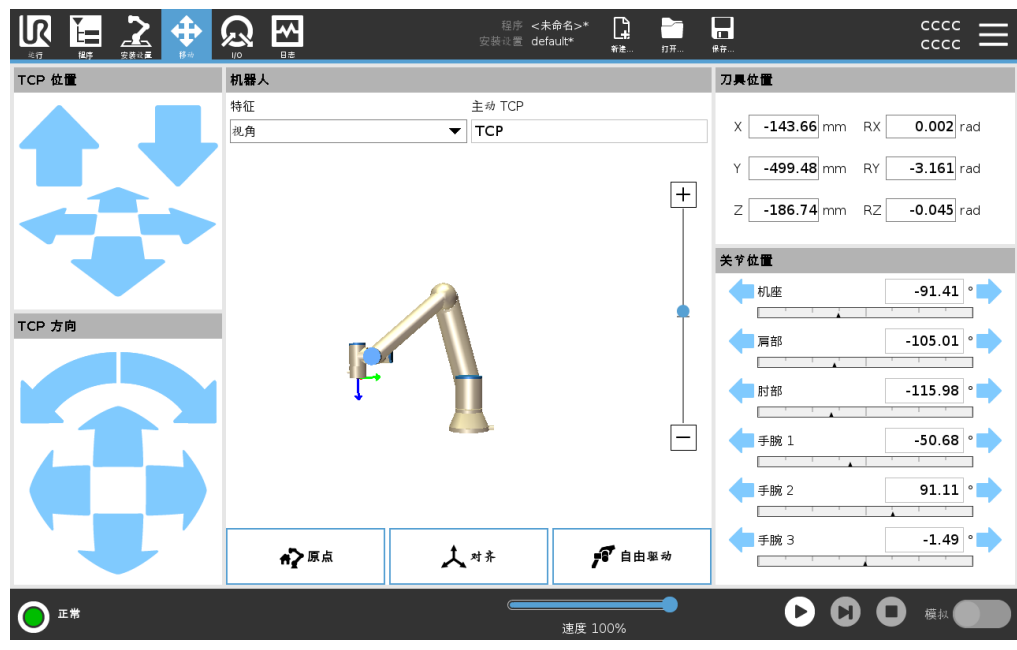 UR
运行
程序
安装设置
移动
I/O
日志
程序 <未命名>*
安装设置 default*
新建...
打开...
保存...
CCCC
CCCC
TCP 位置
TCP 方向
机器人
特征
主动 TCP
视角
TCP
+
−
原点
对齐
自由驱动
刀具位置
X -143.66 mm RX 0.002 rad
Y -499.48 mm RY -3.161 rad
Z -186.74 mm RZ -0.045 rad
关节位置
机座 -91.41 °
肩部 -105.01 °
肘部 -115.98 °
手腕 1 -50.68 °
手腕 2 91.11 °
手腕 3 -1.49 °
正常
速度 100%
模拟